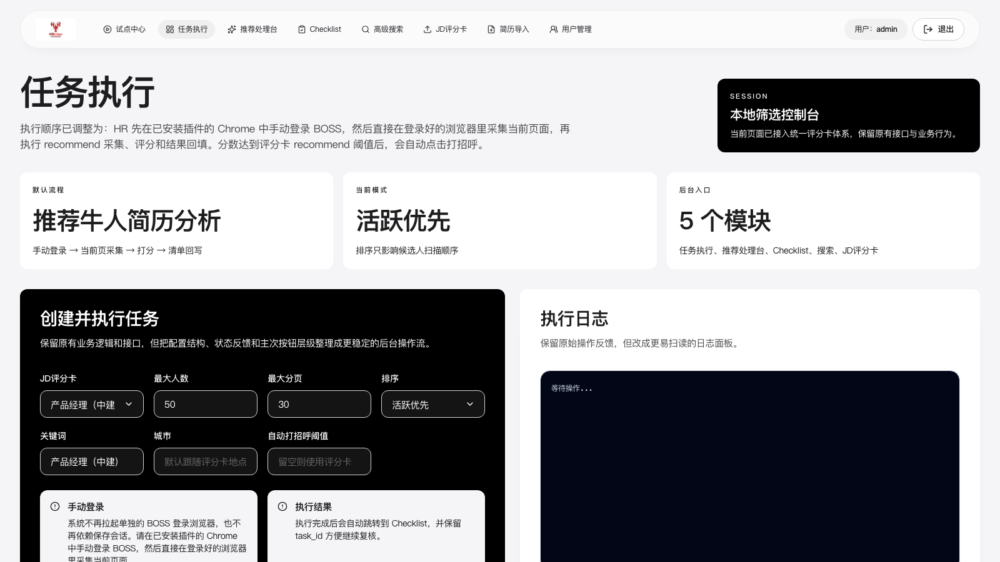 HRClaw
试点中心
任务执行
推荐处理台
Checklist
高级搜索
JD评分卡
简历导入
用户管理
用户：admin
退出
任务执行
执行顺序已调整为：HR 先在已安装插件的 Chrome 中手动登录 BOSS，然后直接在登录好的浏览器里采集当前页面，再
执行 recommend 采集、评分和结果回填。分数达到评分卡 recommend 阈值后，会自动点击打招呼。
SESSION
本地筛选控制台
当前页面已接入统一评分卡体系，保留原有接口与业务行为。
默认流程
推荐牛人简历分析
手动登录 → 当前页采集 → 打分 → 清单回写
当前模式
活跃优先
排序只影响候选人扫描顺序
后台入口
5 个模块
任务执行、推荐处理台、Checklist、搜索、JD评分卡
创建并执行任务
保留原有业务逻辑和接口，但把配置结构、状态反馈和主次按钮层级整理成更稳定的后台操作流。
JD评分卡
最大人数
最大分页
排序
产品经理（中建
50
30
活跃优先
关键词
城市
自动打招呼阈值
产品经理（中建）
默认跟随评分卡地点
留空则使用评分卡
手动登录
系统不再拉起单独的 BOSS 登录浏览器，也不
再依赖保存会话。请在已安装插件的 Chrome
中手动登录 BOSS，然后直接在登录好的浏览器
里采集当前页面
执行结果
执行完成后会自动跳转到 Checklist，并保留
task_id 方便继续复核。
执行日志
保留原始操作反馈，但改成更易扫读的日志面板。
等待操作...